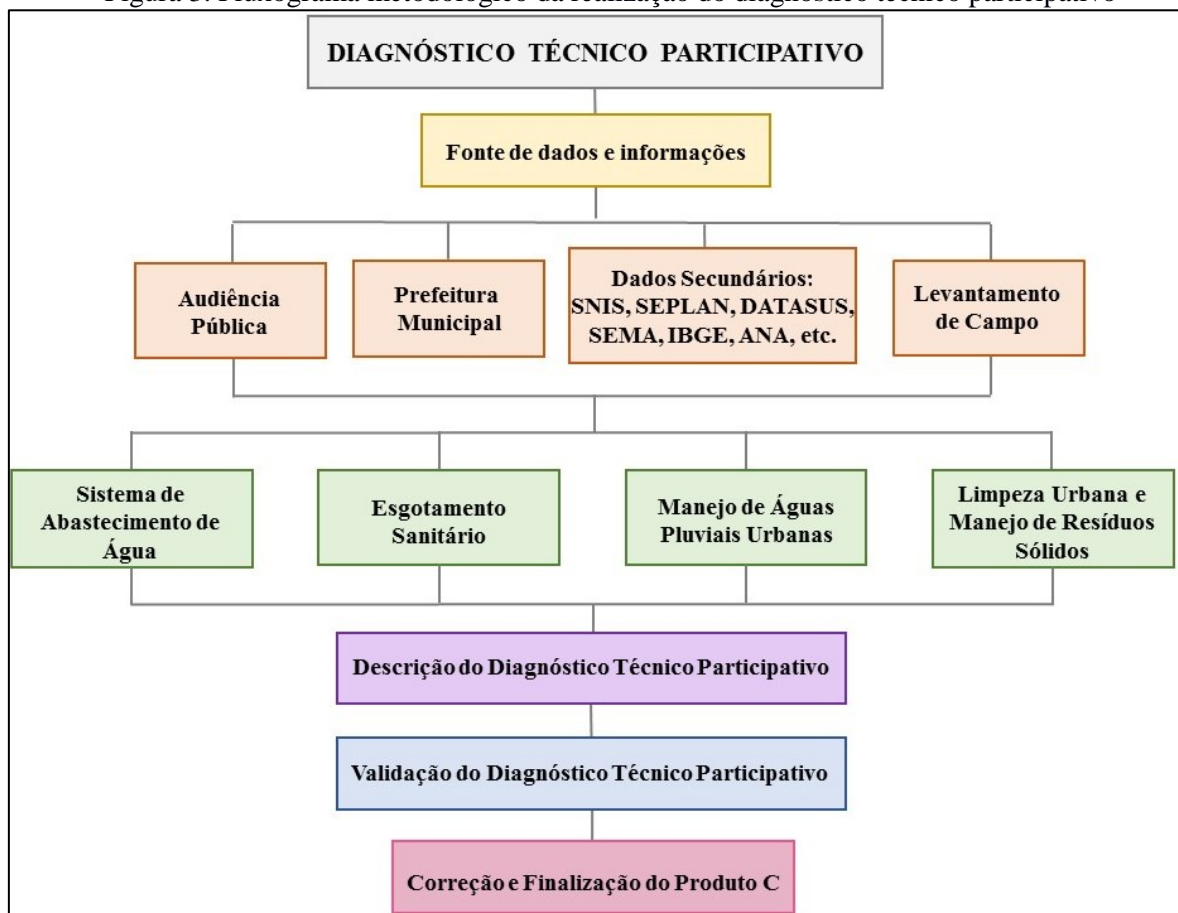 DIAGNÓSTICO TÉCNICO PARTICIPATIVO
Fonte de dados e informações
Audiência
Pública
Prefeitura
Municipal
Dados Secundários:
SNIS, SEPLAN, DATASUS,
SEMA, IBGE, ANA, etc.
Levantamento
de Campo
Sistema de
Abastecimento de
Água
Esgotamento
Sanitário
Manejo de Águas
Pluviais Urbanas
Limpeza Urbana e
Manejo de Resíduos
Sólidos
Descrição do Diagnóstico Técnico Participativo
Validação do Diagnóstico Técnico Participativo
Correção e Finalização do Produto C